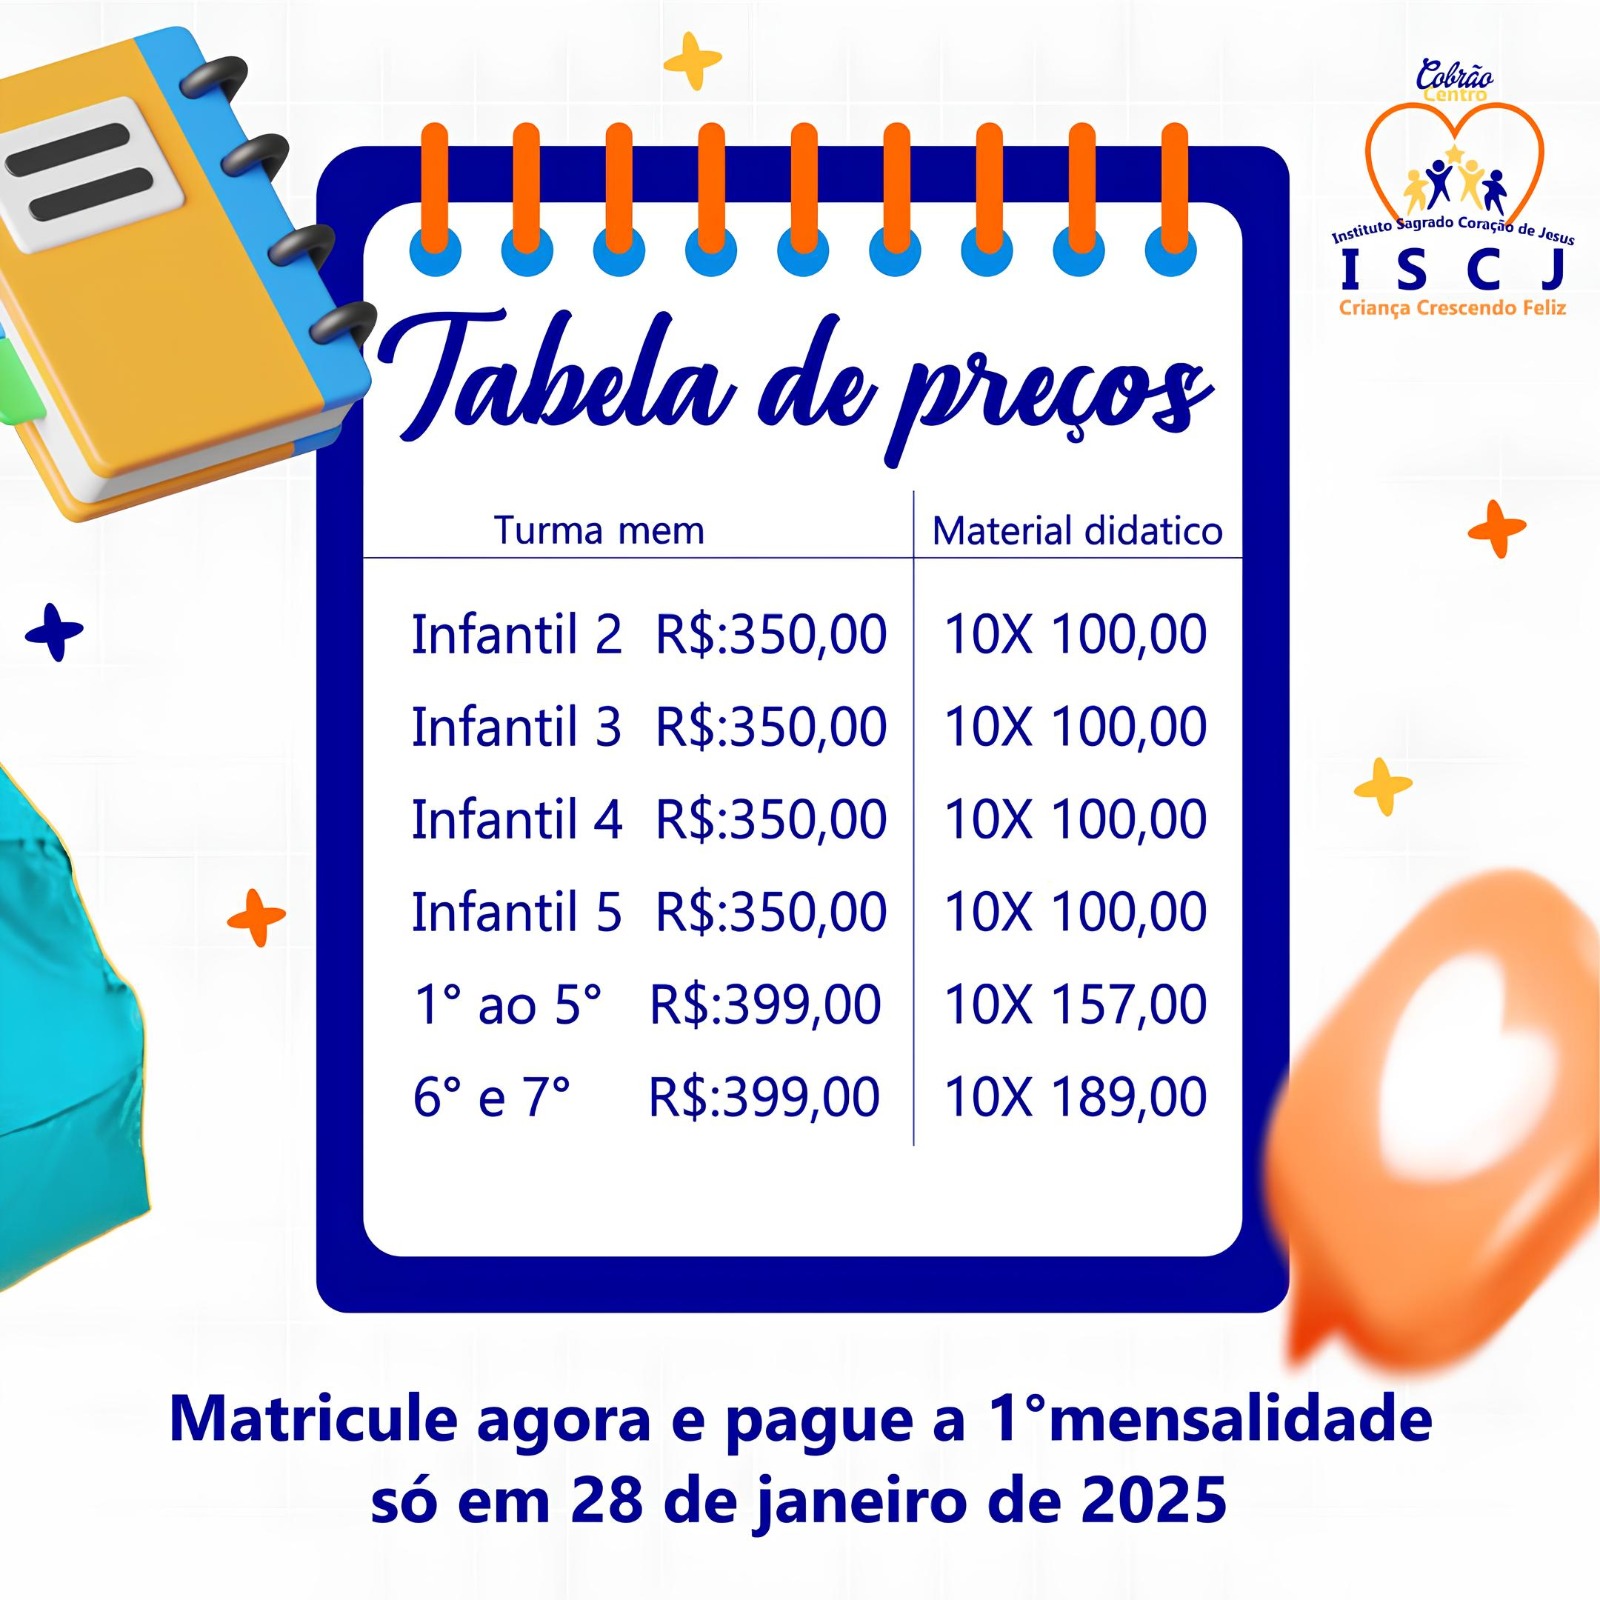 Cobrão
Centro
Instituto Sagrado Coração de Jesus
I S C J
Criança Crescendo Feliz
Tabela de preços
Turma mem Material didatico
Infantil 2 R$:350,00 10X 100,00
Infantil 3 R$:350,00 10X 100,00
Infantil 4 R$:350,00 10X 100,00
Infantil 5 R$:350,00 10X 100,00
1° ao 5° R$:399,00 10X 157,00
6° e 7° R$:399,00 10X 189,00
Matricule agora e pague a 1°mensalidade
só em 28 de janeiro de 2025